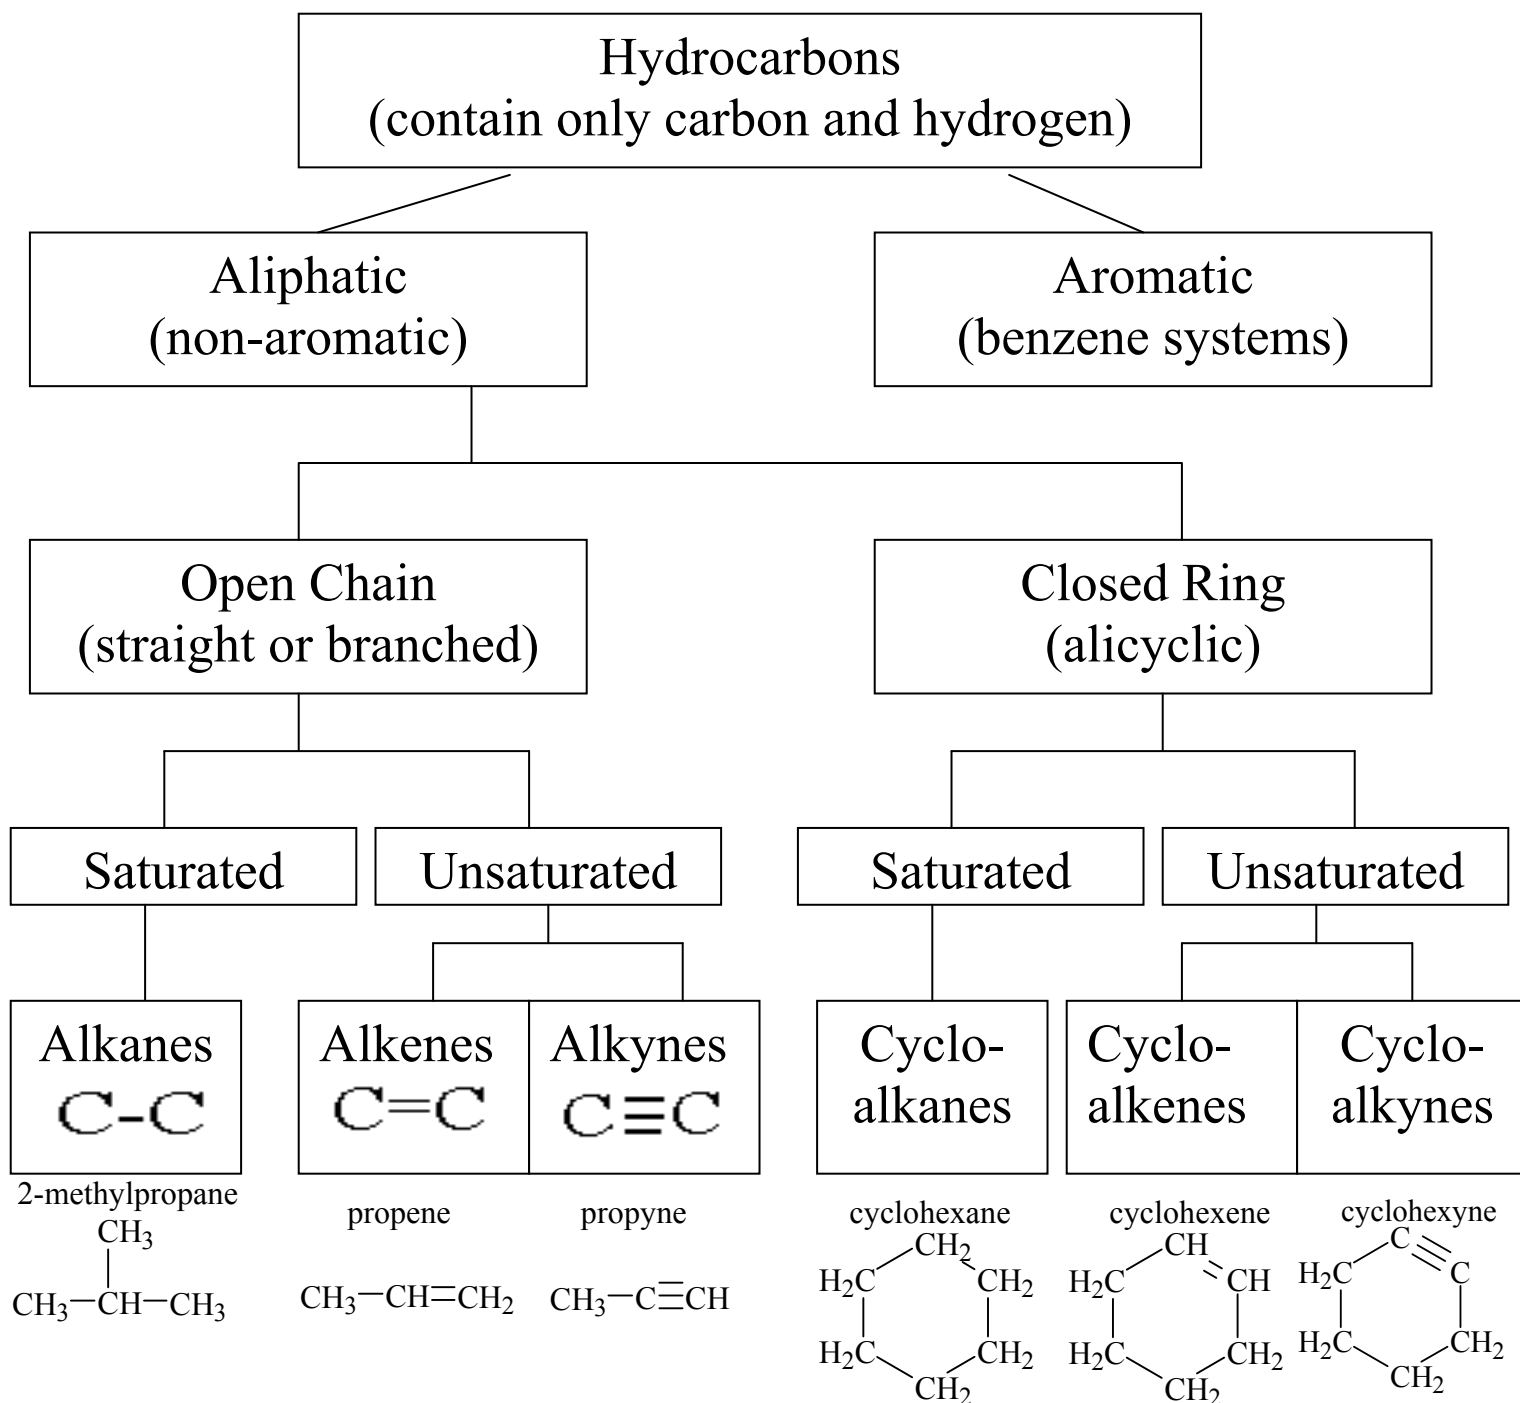 Hydrocarbons
(contain only carbon and hydrogen)
Aliphatic
(non-aromatic)
Aromatic
(benzene systems)
Open Chain
(straight or branched)
Closed Ring
(alicyclic)
Saturated
Unsaturated
Saturated
Unsaturated
Alkanes
C-C
Alkenes
C=C
Alkynes
C≡C
Cyclo-
alkanes
Cyclo-
alkenes
Cyclo-
alkynes
2-methylpropane
CH₃
CH₃—CH—CH₃
propene
CH₃—CH=CH₂
propyne
CH₃—C≡CH
cyclohexane
CH₂
H₂C CH₂
H₂C CH₂
CH₂
cyclohexene
CH
H₂C CH
H₂C CH₂
CH₂
cyclohexyne
C
H₂C C
H₂C CH₂
CH₂